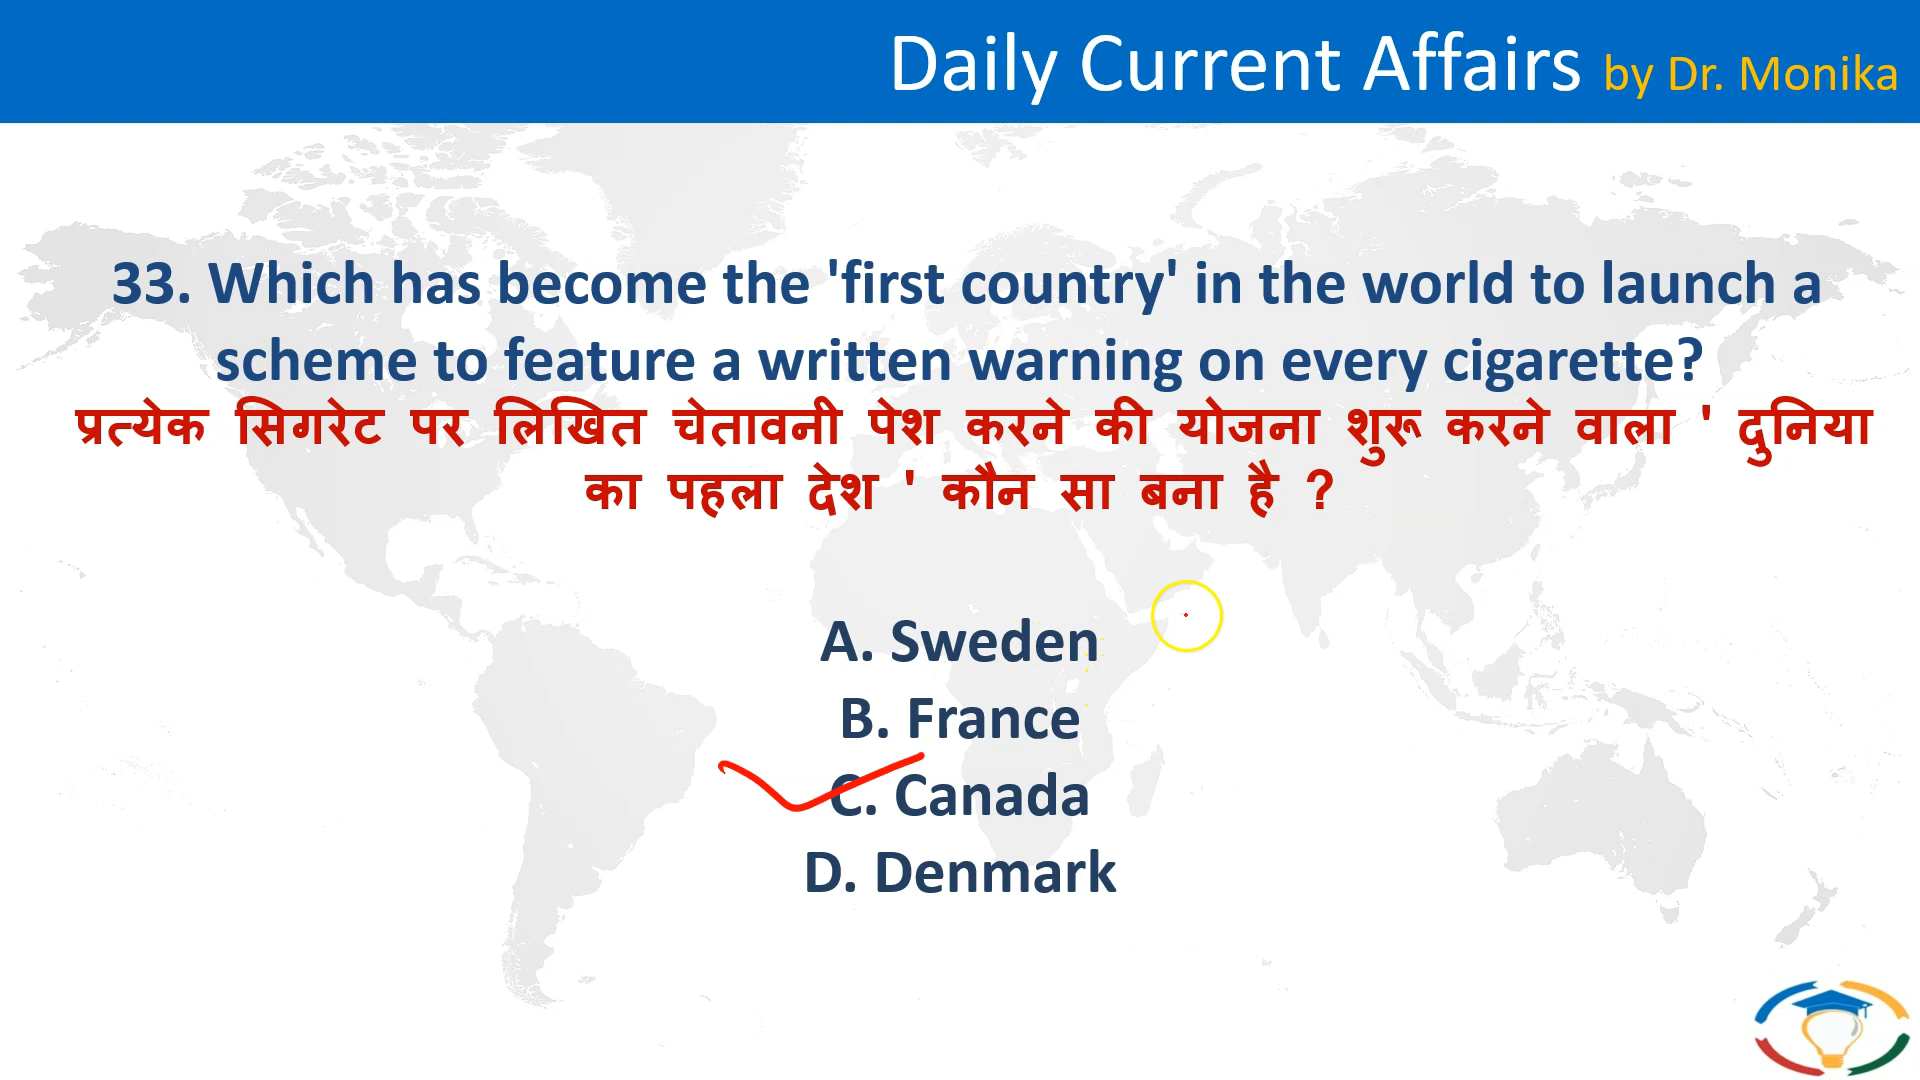 Daily Current Affairs by Dr. Monika
33. Which has become the 'first country' in the world to launch a
scheme to feature a written warning on every cigarette?
प्रत्येक सिगरेट पर लिखित चेतावनी पेश करने की योजना शुरू करने वाला ' दुनिया
का पहला देश ' कौन सा बना है ?
A. Sweden
B. France
C. Canada
D. Denmark